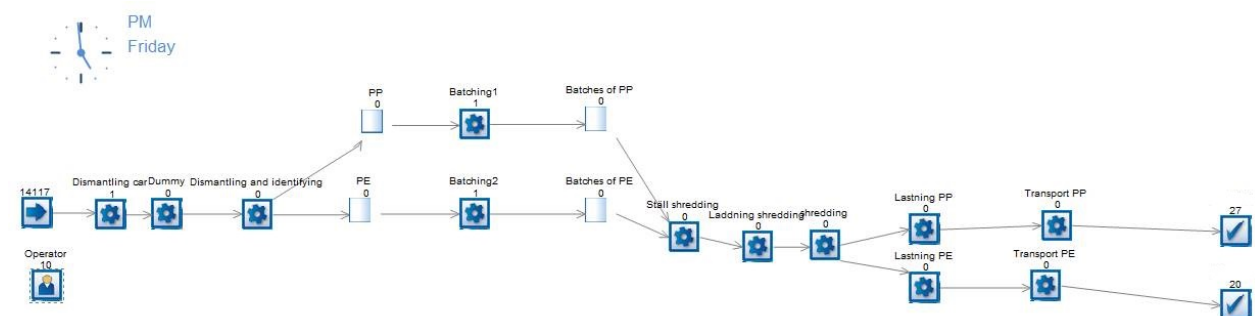 PM
Friday
PP
0
Batching1
1
Batches of PP
0
14117
Dismantling car
1
Dummy
0
Dismantling and identifying
0
PE
0
Batching2
1
Batches of PE
0
Ställ shredding
0
Laddning shredding
0
shredding
0
Lastning PP
0
Transport PP
0
27
Operator
10
Lastning PE
0
Transport PE
0
20